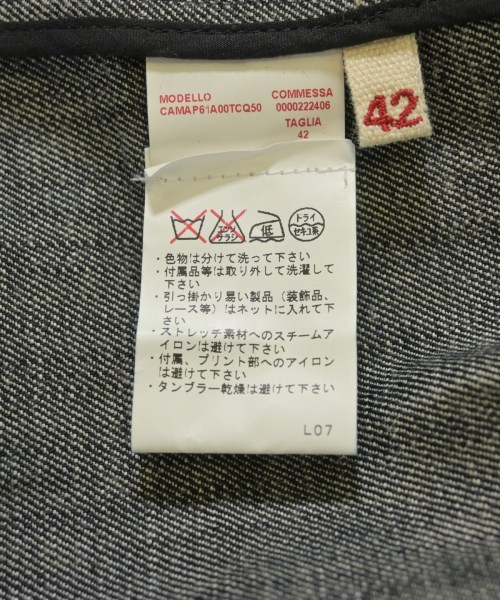 MODELLO COMMESSA
CAMAP61A00TCQ50 0000222406
TAGLIA
42
42
エンソ
サラシ
低
ドライ
セキユ系
・色物は分けて洗って下さい
・付属品等は取り外して洗濯して
下さい
・引っ掛かり易い製品（装飾品、
レース等）はネットに入れて下
さい
・ストレッチ素材へのスチームア
イロンは避けて下さい
・付属、プリント部へのアイロン
は避けて下さい
・タンブラー乾燥は避けて下さい
L07